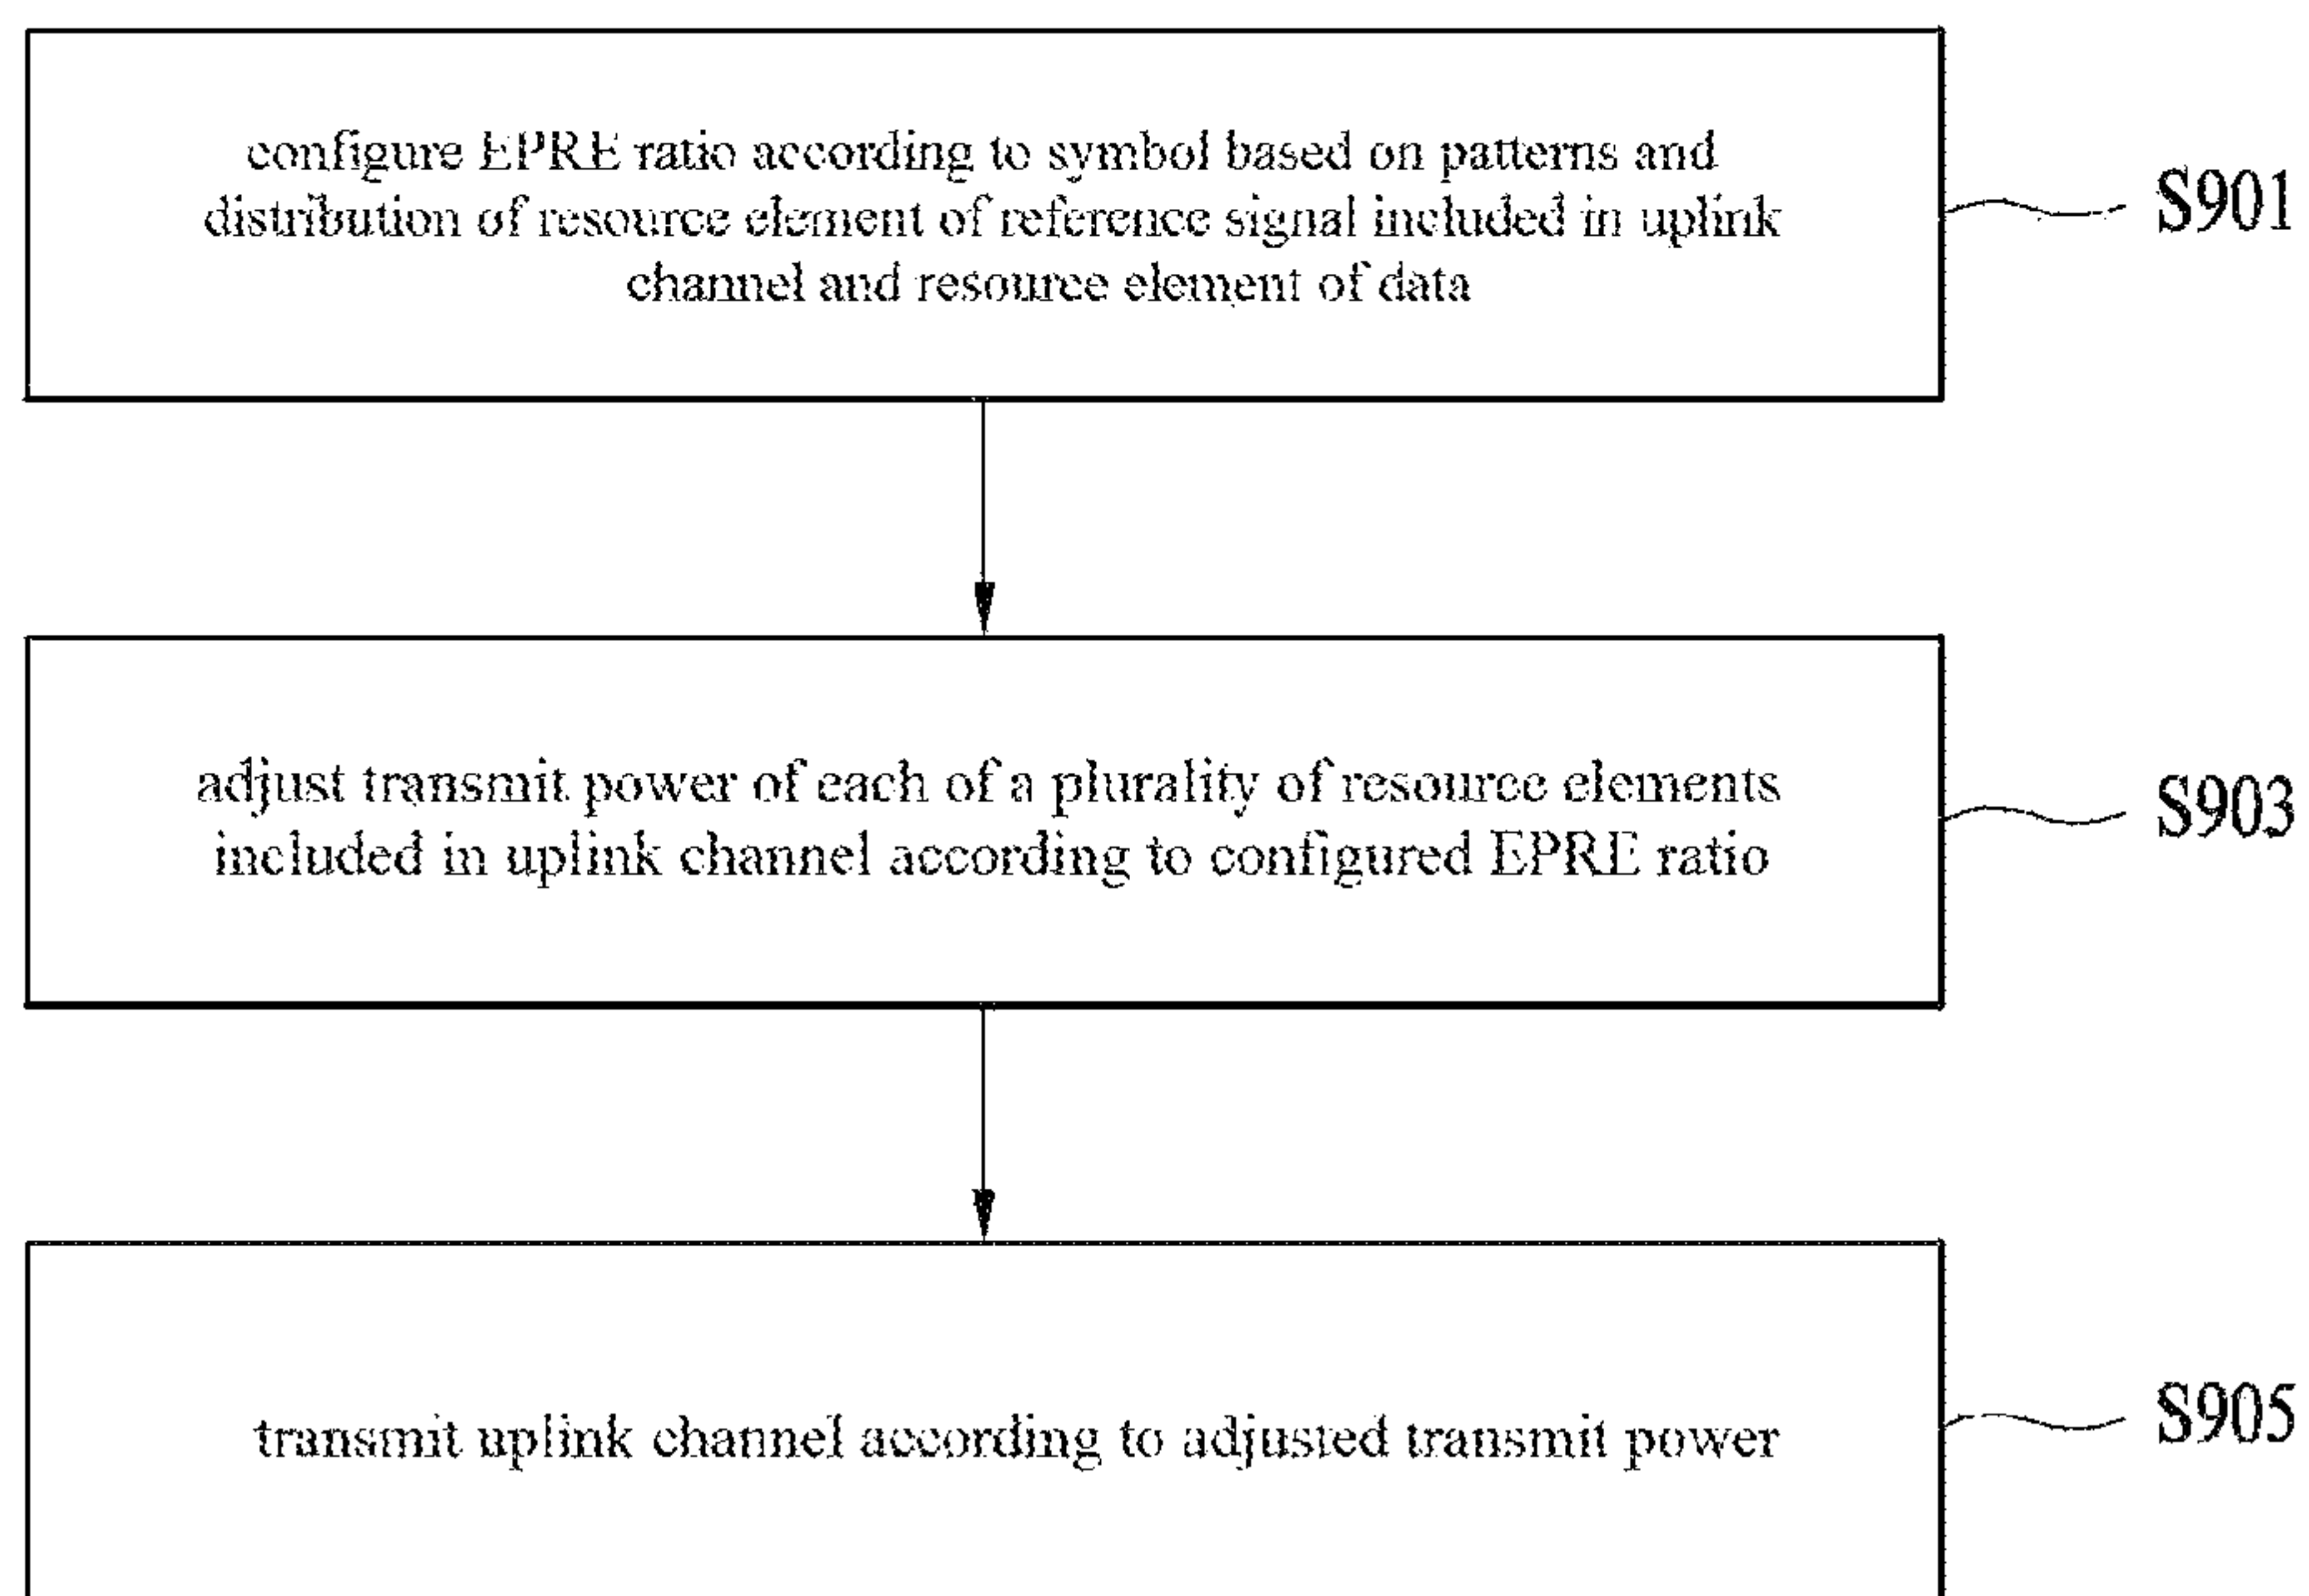 configure EPRE ratio according to symbol based on patterns and
distribution of resource element of reference signal included in uplink
channel and resource element of data
S901
adjust transmit power of each of a plurality of resource elements
included in uplink channel according to configured EPRE ratio
S903
transmit uplink channel according to adjusted transmit power
S905